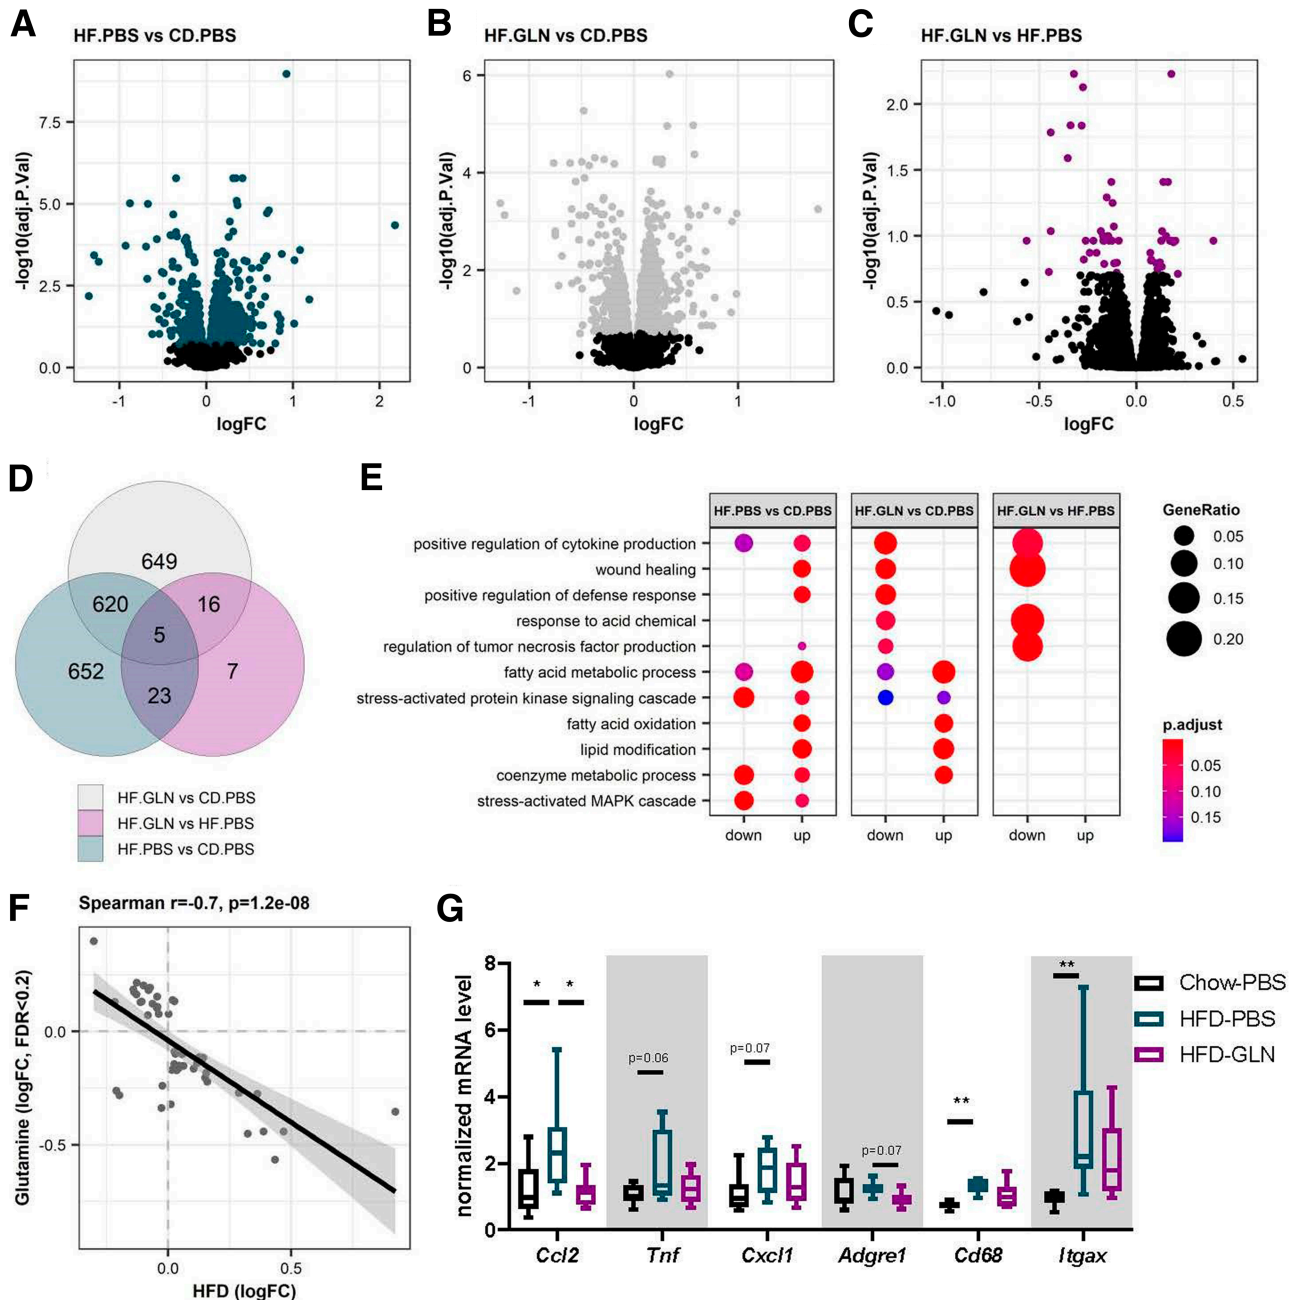 A
HF.PBS vs CD.PBS
-log10(adj.P.Val)
7.5
5.0
2.5
0.0
-1
0
1
2
logFC
B
HF.GLN vs CD.PBS
-log10(adj.P.Val)
6
4
2
0
-1
0
1
logFC
C
HF.GLN vs HF.PBS
-log10(adj.P.Val)
2.0
1.5
1.0
0.5
0.0
-1.0
-0.5
0.0
0.5
logFC
D
649
620
16
5
652
7
23
HF.GLN vs CD.PBS
HF.GLN vs HF.PBS
HF.PBS vs CD.PBS
E
HF.PBS vs CD.PBS
HF.GLN vs CD.PBS
HF.GLN vs HF.PBS
positive regulation of cytokine production
wound healing
positive regulation of defense response
response to acid chemical
regulation of tumor necrosis factor production
fatty acid metabolic process
stress-activated protein kinase signaling cascade
fatty acid oxidation
lipid modification
coenzyme metabolic process
stress-activated MAPK cascade
down
up
down
up
down
up
GeneRatio
0.05
0.10
0.15
0.20
p.adjust
0.05
0.10
0.15
F
Spearman r=-0.7, p=1.2e-08
Glutamine (logFC, FDR<0.2)
0.0
-0.5
0.0
0.5
HFD (logFC)
G
normalized mRNA level
8
6
4
2
0
*
*
p=0.06
p=0.07
p=0.07
**
**
Ccl2
Tnf
Cxcl1
Adgre1
Cd68
Itgax
Chow-PBS
HFD-PBS
HFD-GLN